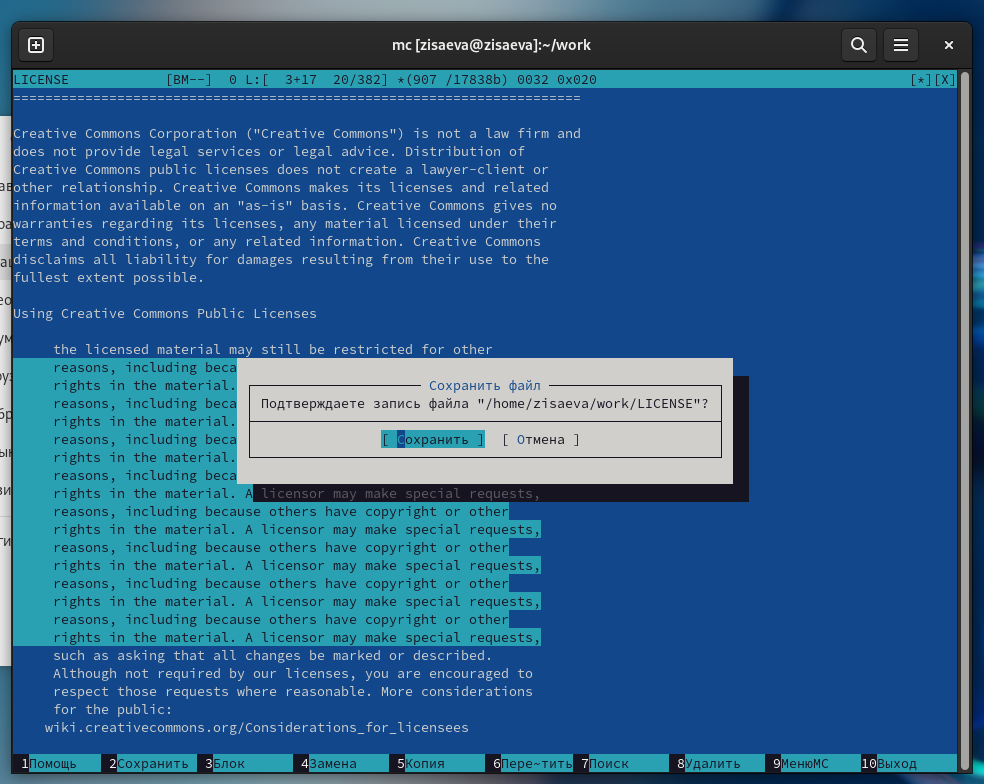 mc [zisaeva@zisaeva]:~/work
LICENSE [BM--] 0 L:[ 3+17 20/382] *(907 /17838b) 0032 0x020 [*][X]
=======================================================================
Creative Commons Corporation ("Creative Commons") is not a law firm and
does not provide legal services or legal advice. Distribution of
Creative Commons public licenses does not create a lawyer-client or
other relationship. Creative Commons makes its licenses and related
information available on an "as-is" basis. Creative Commons gives no
warranties regarding its licenses, any material licensed under their
terms and conditions, or any related information. Creative Commons
disclaims all liability for damages resulting from their use to the
fullest extent possible.
Using Creative Commons Public Licenses
the licensed material may still be restricted for other
reasons, including beca
rights in the material.
reasons, including beca
rights in the material.
reasons, including beca
rights in the material.
reasons, including beca
Сохранить файл
Подтверждаете запись файла "/home/zisaeva/work/LICENSE"?
[ Сохранить ] [ Отмена ]
rights in the material. A licensor may make special requests,
reasons, including because others have copyright or other
rights in the material. A licensor may make special requests,
reasons, including because others have copyright or other
rights in the material. A licensor may make special requests,
reasons, including because others have copyright or other
rights in the material. A licensor may make special requests,
reasons, including because others have copyright or other
rights in the material. A licensor may make special requests,
such as asking that all changes be marked or described.
Although not required by our licenses, you are encouraged to
respect those requests where reasonable. More considerations
for the public:
wiki.creativecommons.org/Considerations_for_licensees
1Помощь 2Сохранить 3Блок 4Замена 5Копия 6Пере~тить 7Поиск 8Удалить 9МенюMC 10Выход